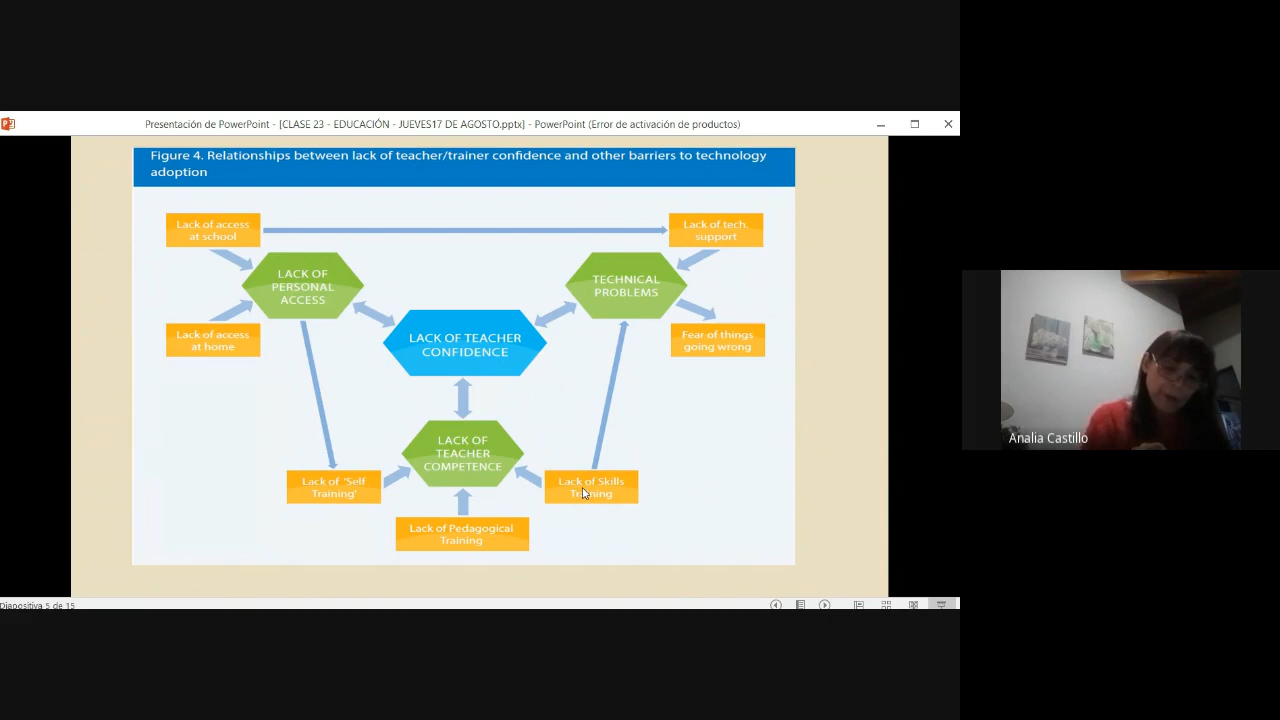 Presentación de PowerPoint - [CLASE 23 - EDUCACIÓN - JUEVES17 DE AGOSTO.pptx] - PowerPoint (Error de activación de productos)
Figure 4. Relationships between lack of teacher/trainer confidence and other barriers to technology
adoption
Lack of access
at school
Lack of tech.
support
LACK OF
PERSONAL
ACCESS
TECHNICAL
PROBLEMS
Lack of access
at home
LACK OF TEACHER
CONFIDENCE
Fear of things
going wrong
LACK OF
TEACHER
COMPETENCE
Lack of 'Self
Training'
Lack of Skills
Training
Lack of Pedagogical
Training
Analia Castillo
Diapositiva 5 de 15